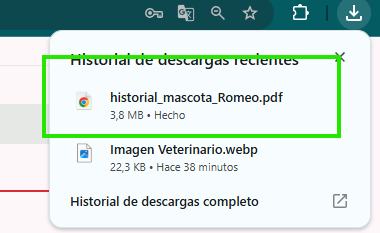 Historial de descargas recientes
historial_mascota_Romeo.pdf
3,8 MB • Hecho
Imagen Veterinario.webp
22,3 KB • Hace 38 minutos
Historial de descargas completo